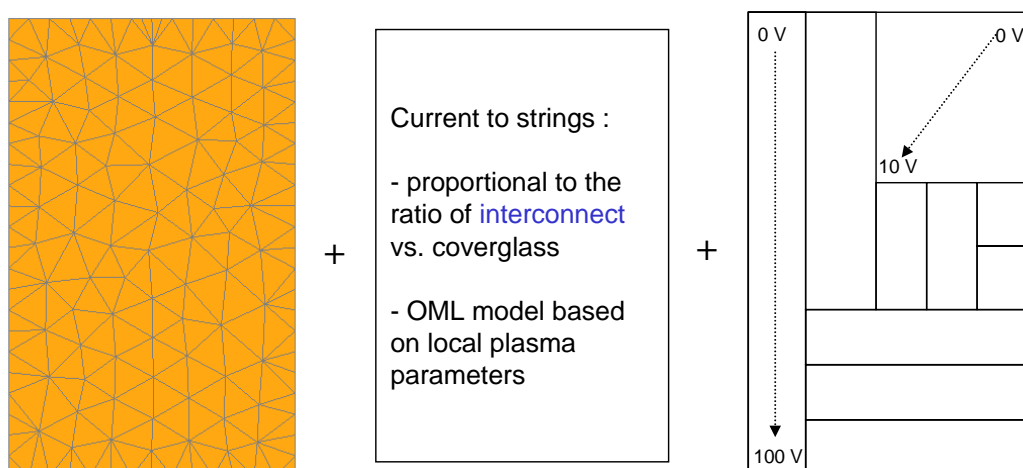 +
Current to strings :
- proportional to the
ratio of interconnect
vs. coverglass
- OML model based
on local plasma
parameters
+
0 V
0 V
10 V
100 V